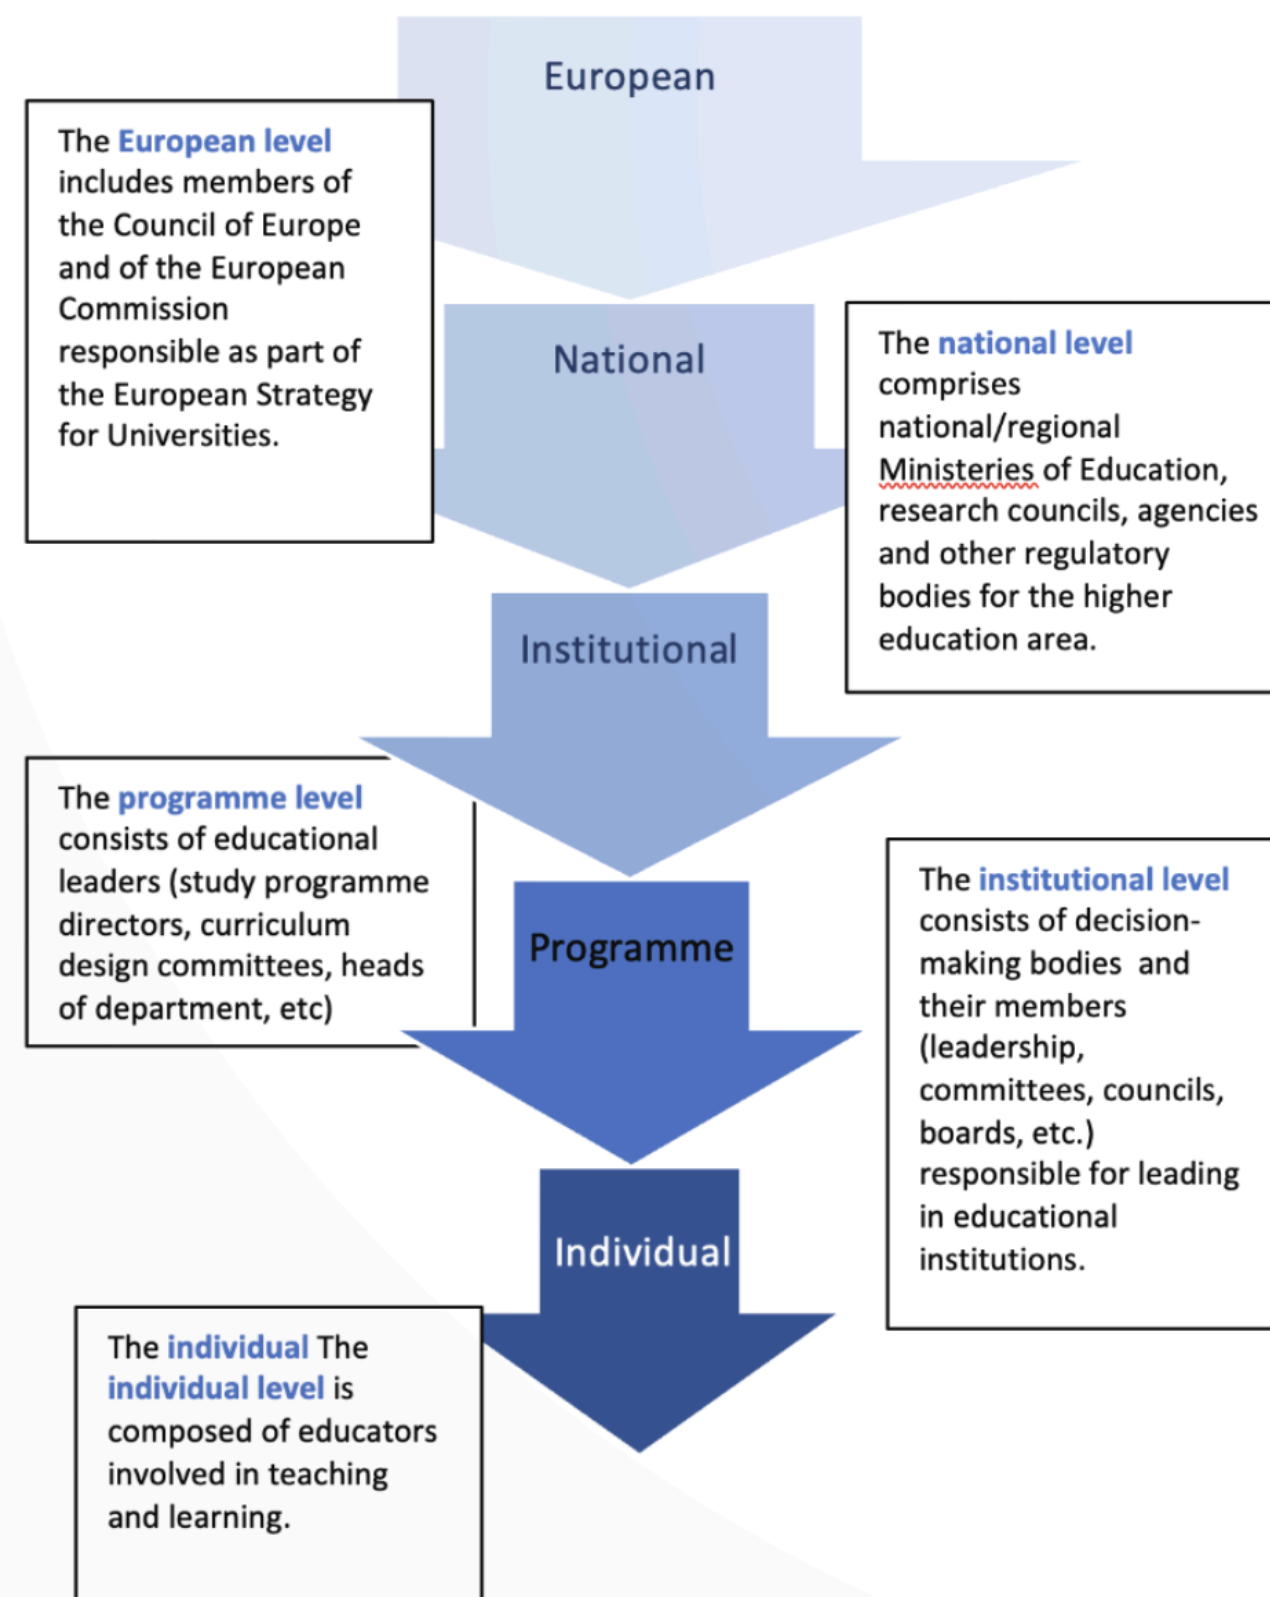 European
The European level
includes members of
the Council of Europe
and of the European
Commission
responsible as part of
the European Strategy
for Universities.
National
The national level
comprises
national/regional
Ministeries of Education,
research councils, agencies
and other regulatory
bodies for the higher
education area.
Institutional
The programme level
consists of educational
leaders (study programme
directors, curriculum
design committees, heads
of department, etc)
The institutional level
consists of decision-
making bodies  and
their members
(leadership,
committees, councils,
boards, etc.)
responsible for leading
in educational
institutions.
Programme
Individual
The individual The
individual level is
composed of educators
involved in teaching
and learning.